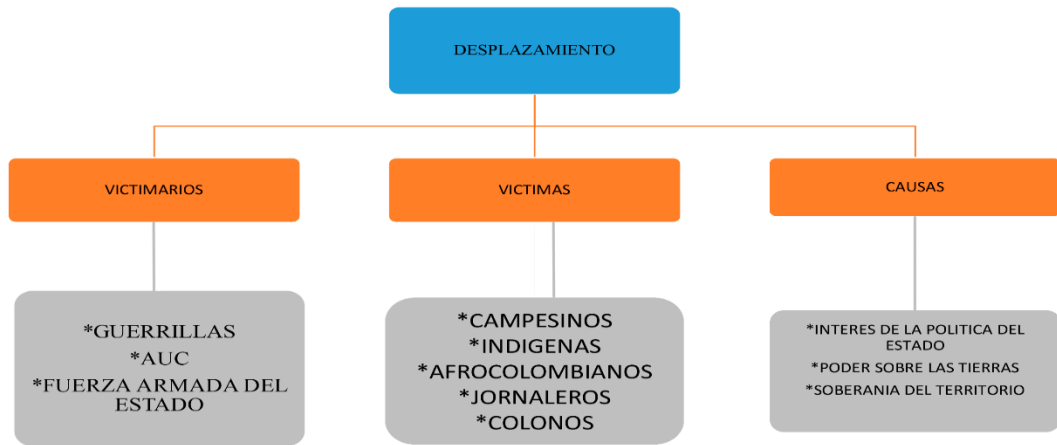 DESPLAZAMIENTO
VICTIMARIOS
VICTIMAS
CAUSAS
*GUERRILLAS
*AUC
*FUERZA ARMADA DEL
ESTADO
*CAMPESINOS
*INDIGENAS
*AFROCOLOMBIANOS
*JORNALEROS
*COLONOS
*INTERES DE LA POLITICA DEL
ESTADO
*PODER SOBRE LAS TIERRAS
*SOBERANIA DEL TERRITORIO